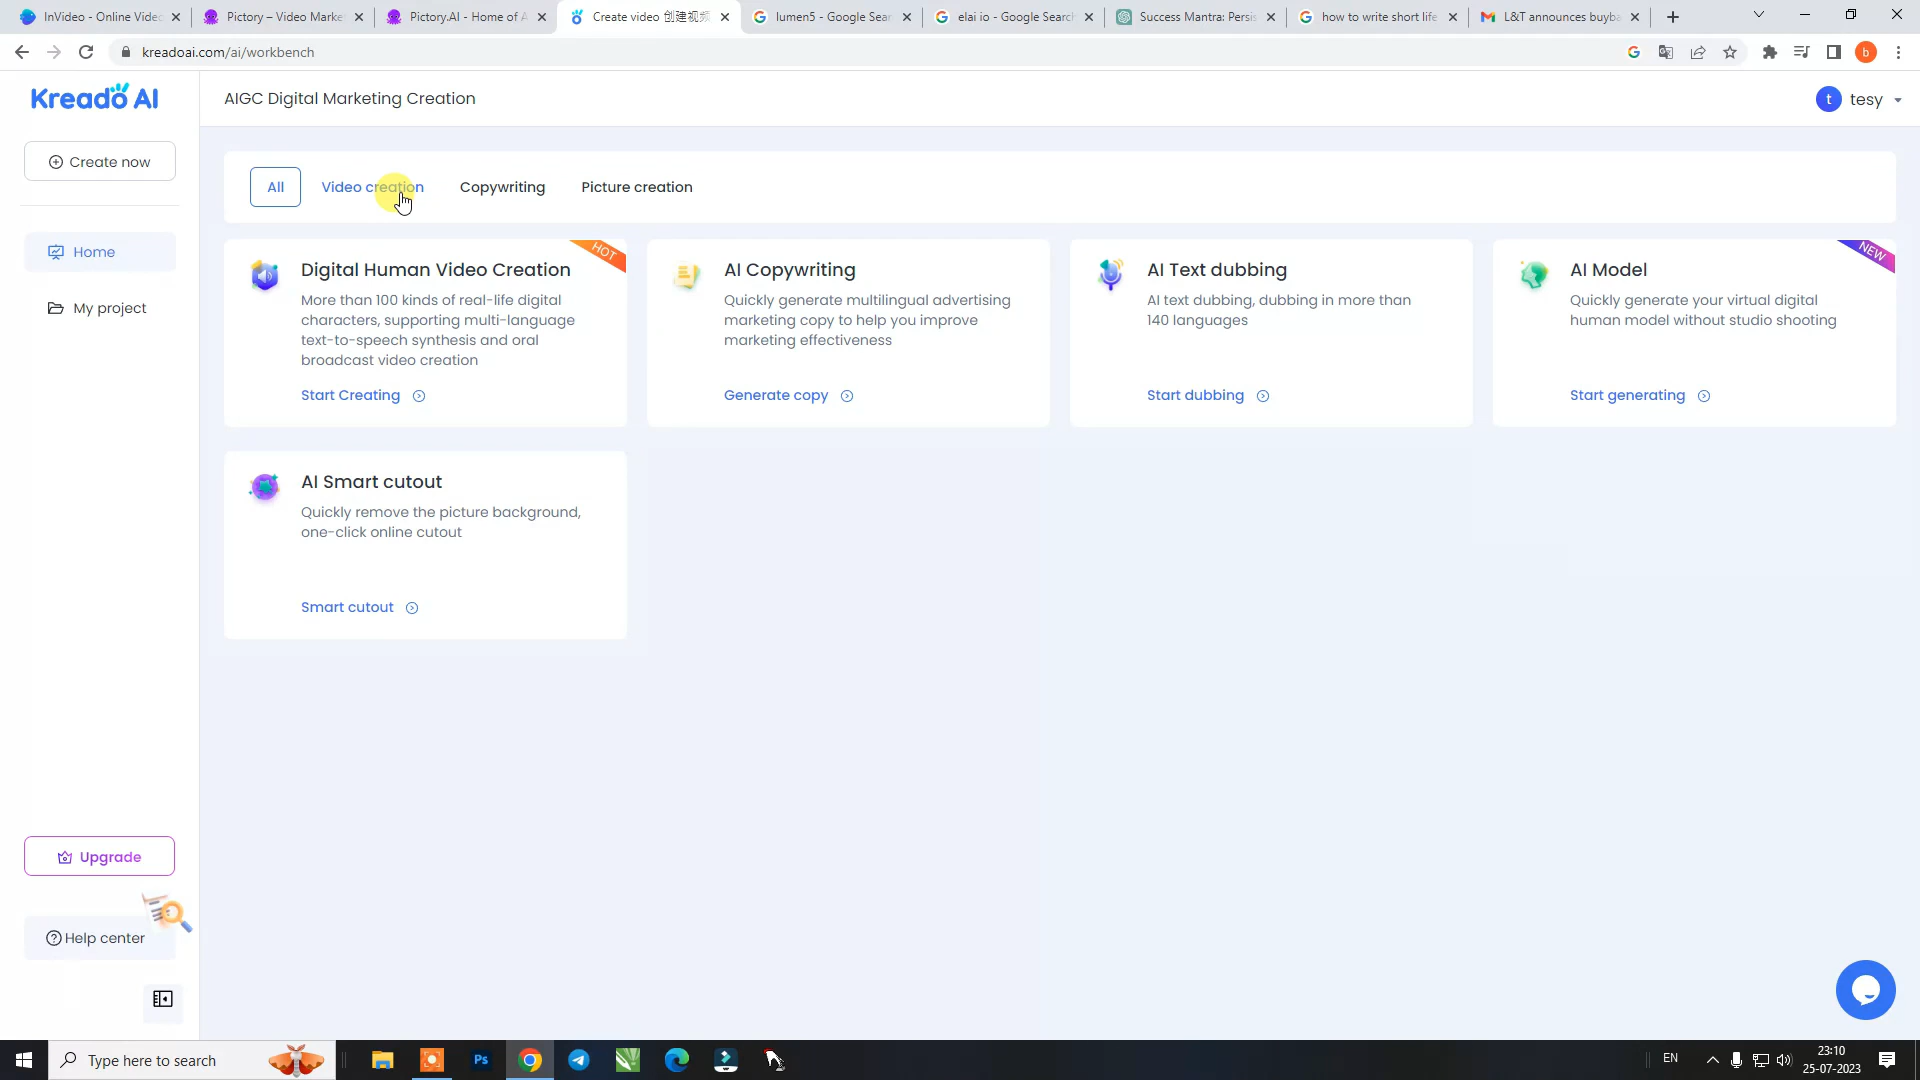 InVideo - Online Video
Pictory – Video Marke
Pictory.AI - Home of A
Create video 创建视频
lumen5 - Google Sear
elai io - Google Search
Success Mantra: Persis
how to write short life
L&T announces buyba
kreadoai.com/ai/workbench
b
Kreado AI
AIGC Digital Marketing Creation
t tesy
Create now
All Video creation Copywriting Picture creation
Home
My project
HOT
Digital Human Video Creation
More than 100 kinds of real-life digital
characters, supporting multi-language
text-to-speech synthesis and oral
broadcast video creation
Start Creating
AI Copywriting
Quickly generate multilingual advertising
marketing copy to help you improve
marketing effectiveness
Generate copy
AI Text dubbing
AI text dubbing, dubbing in more than
140 languages
Start dubbing
NEW
AI Model
Quickly generate your virtual digital
human model without studio shooting
Start generating
AI Smart cutout
Quickly remove the picture background,
one-click online cutout
Smart cutout
Upgrade
Help center
Type here to search
Ps
EN
23:10
25-07-2023